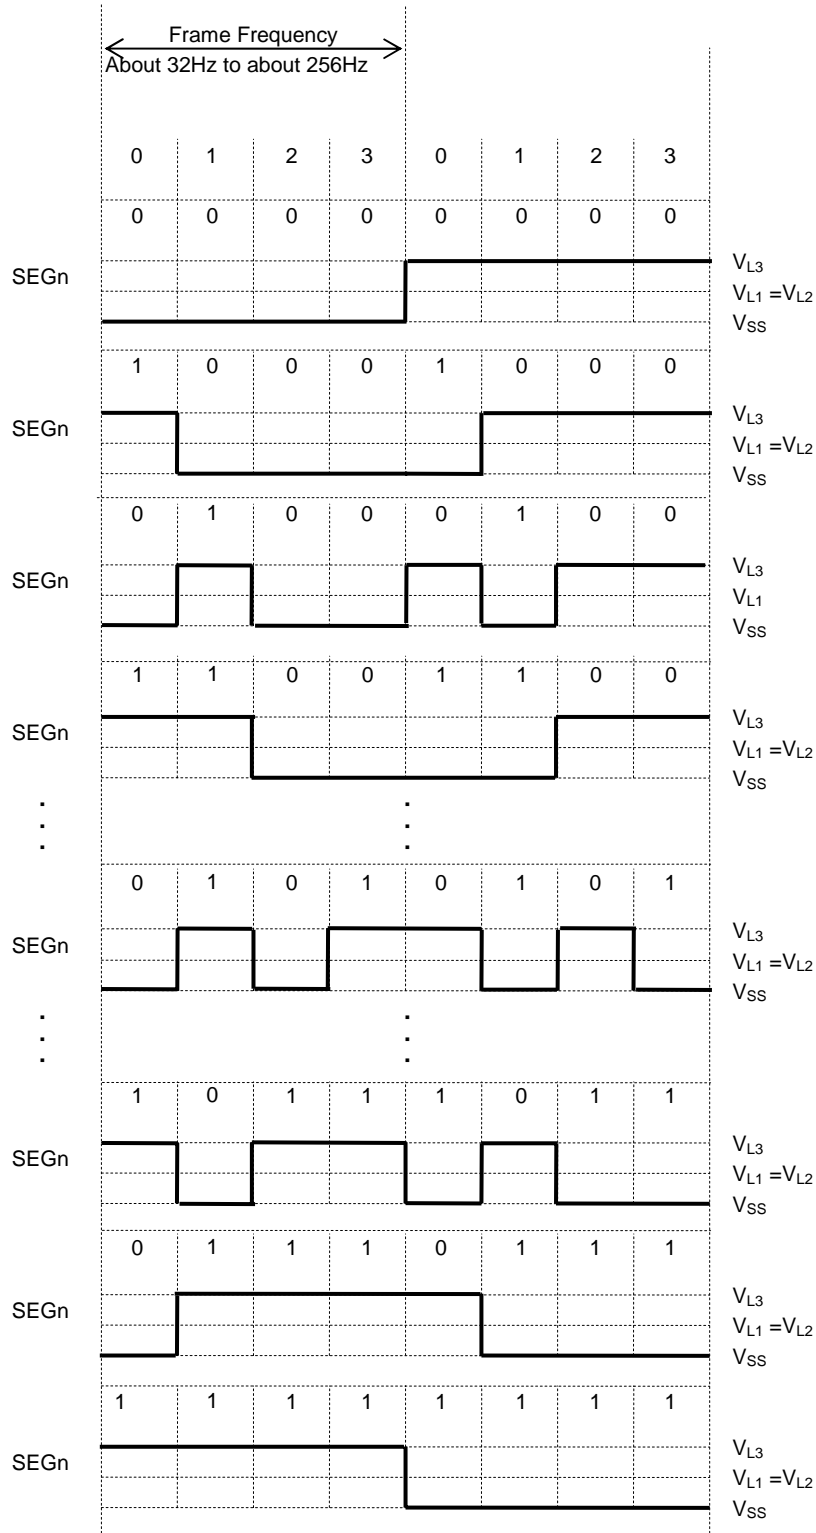 Frame Frequency
About 32Hz to about 256Hz
0 1 2 3 0 1 2 3
0 0 0 0 0 0 0 0
SEGn
VL3
VL1 =VL2
VSS
1 0 0 0 1 0 0 0
SEGn
VL3
VL1 =VL2
VSS
0 1 0 0 0 1 0 0
SEGn
VL3
VL1
VSS
1 1 0 0 1 1 0 0
SEGn
VL3
VL1 =VL2
VSS
0 1 0 1 0 1 0 1
SEGn
VL3
VL1 =VL2
VSS
1 0 1 1 1 0 1 1
SEGn
VL3
VL1 =VL2
VSS
0 1 1 1 0 1 1 1
SEGn
VL3
VL1 =VL2
VSS
1 1 1 1 1 1 1 1
SEGn
VL3
VL1 =VL2
VSS